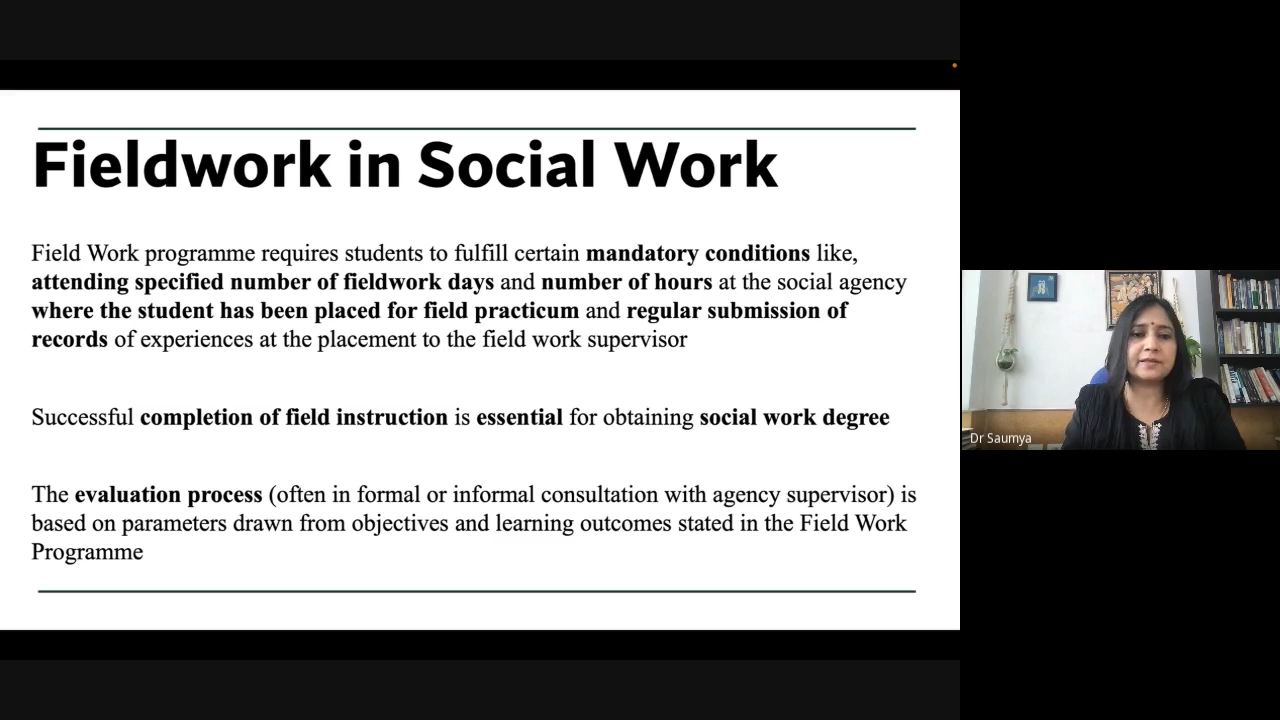 Fieldwork in Social Work
Field Work programme requires students to fulfill certain mandatory conditions like,
attending specified number of fieldwork days and number of hours at the social agency
where the student has been placed for field practicum and regular submission of
records of experiences at the placement to the field work supervisor
Successful completion of field instruction is essential for obtaining social work degree
The evaluation process (often in formal or informal consultation with agency supervisor) is
based on parameters drawn from objectives and learning outcomes stated in the Field Work
Programme
Dr Saumya